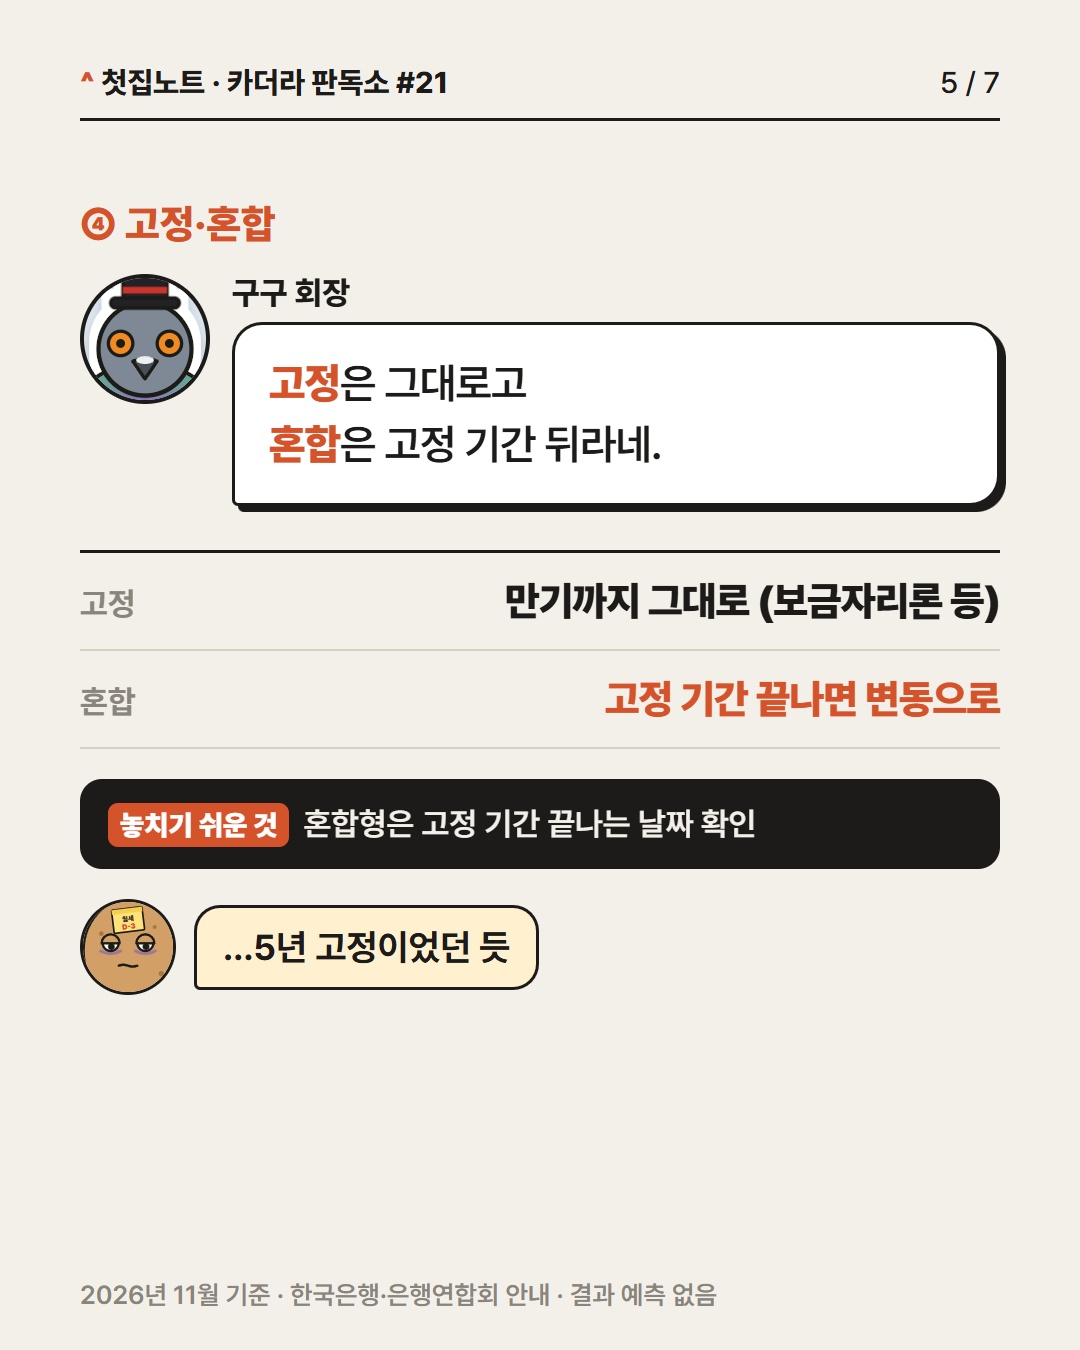 ^ 첫집노트 · 카더라 판독소 #21
5 / 7
④ 고정·혼합
구구 회장
고정은 그대로고
혼합은 고정 기간 뒤라네.
고정
만기까지 그대로 (보금자리론 등)
혼합
고정 기간 끝나면 변동으로
놓치기 쉬운 것 혼합형은 고정 기간 끝나는 날짜 확인
월세
D-3
...5년 고정이었던 듯
2026년 11월 기준 · 한국은행·은행연합회 안내 · 결과 예측 없음